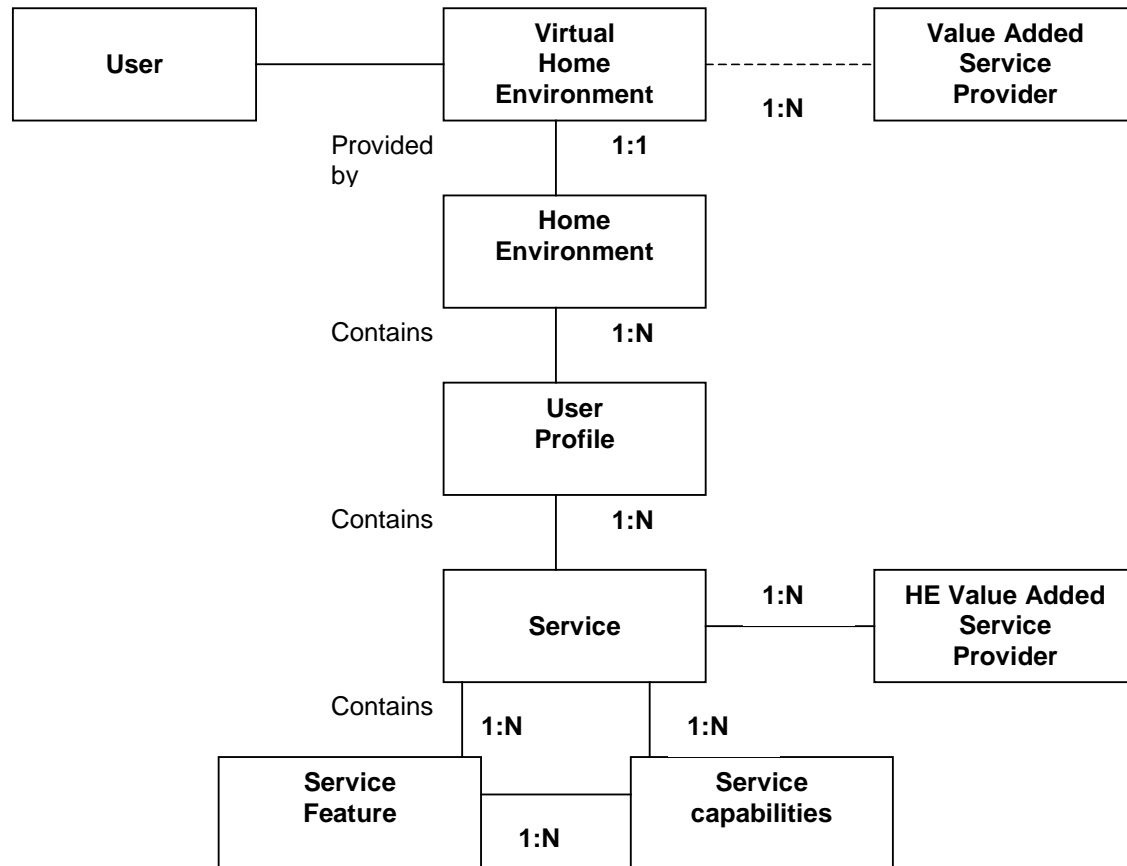 User
Virtual
Home
Environment
Value Added
Service
Provider
1:N
Provided
by
1:1
Home
Environment
Contains
1:N
User
Profile
Contains
1:N
Service
1:N
HE Value Added
Service
Provider
Contains
1:N
1:N
Service
Feature
Service
capabilities
1:N